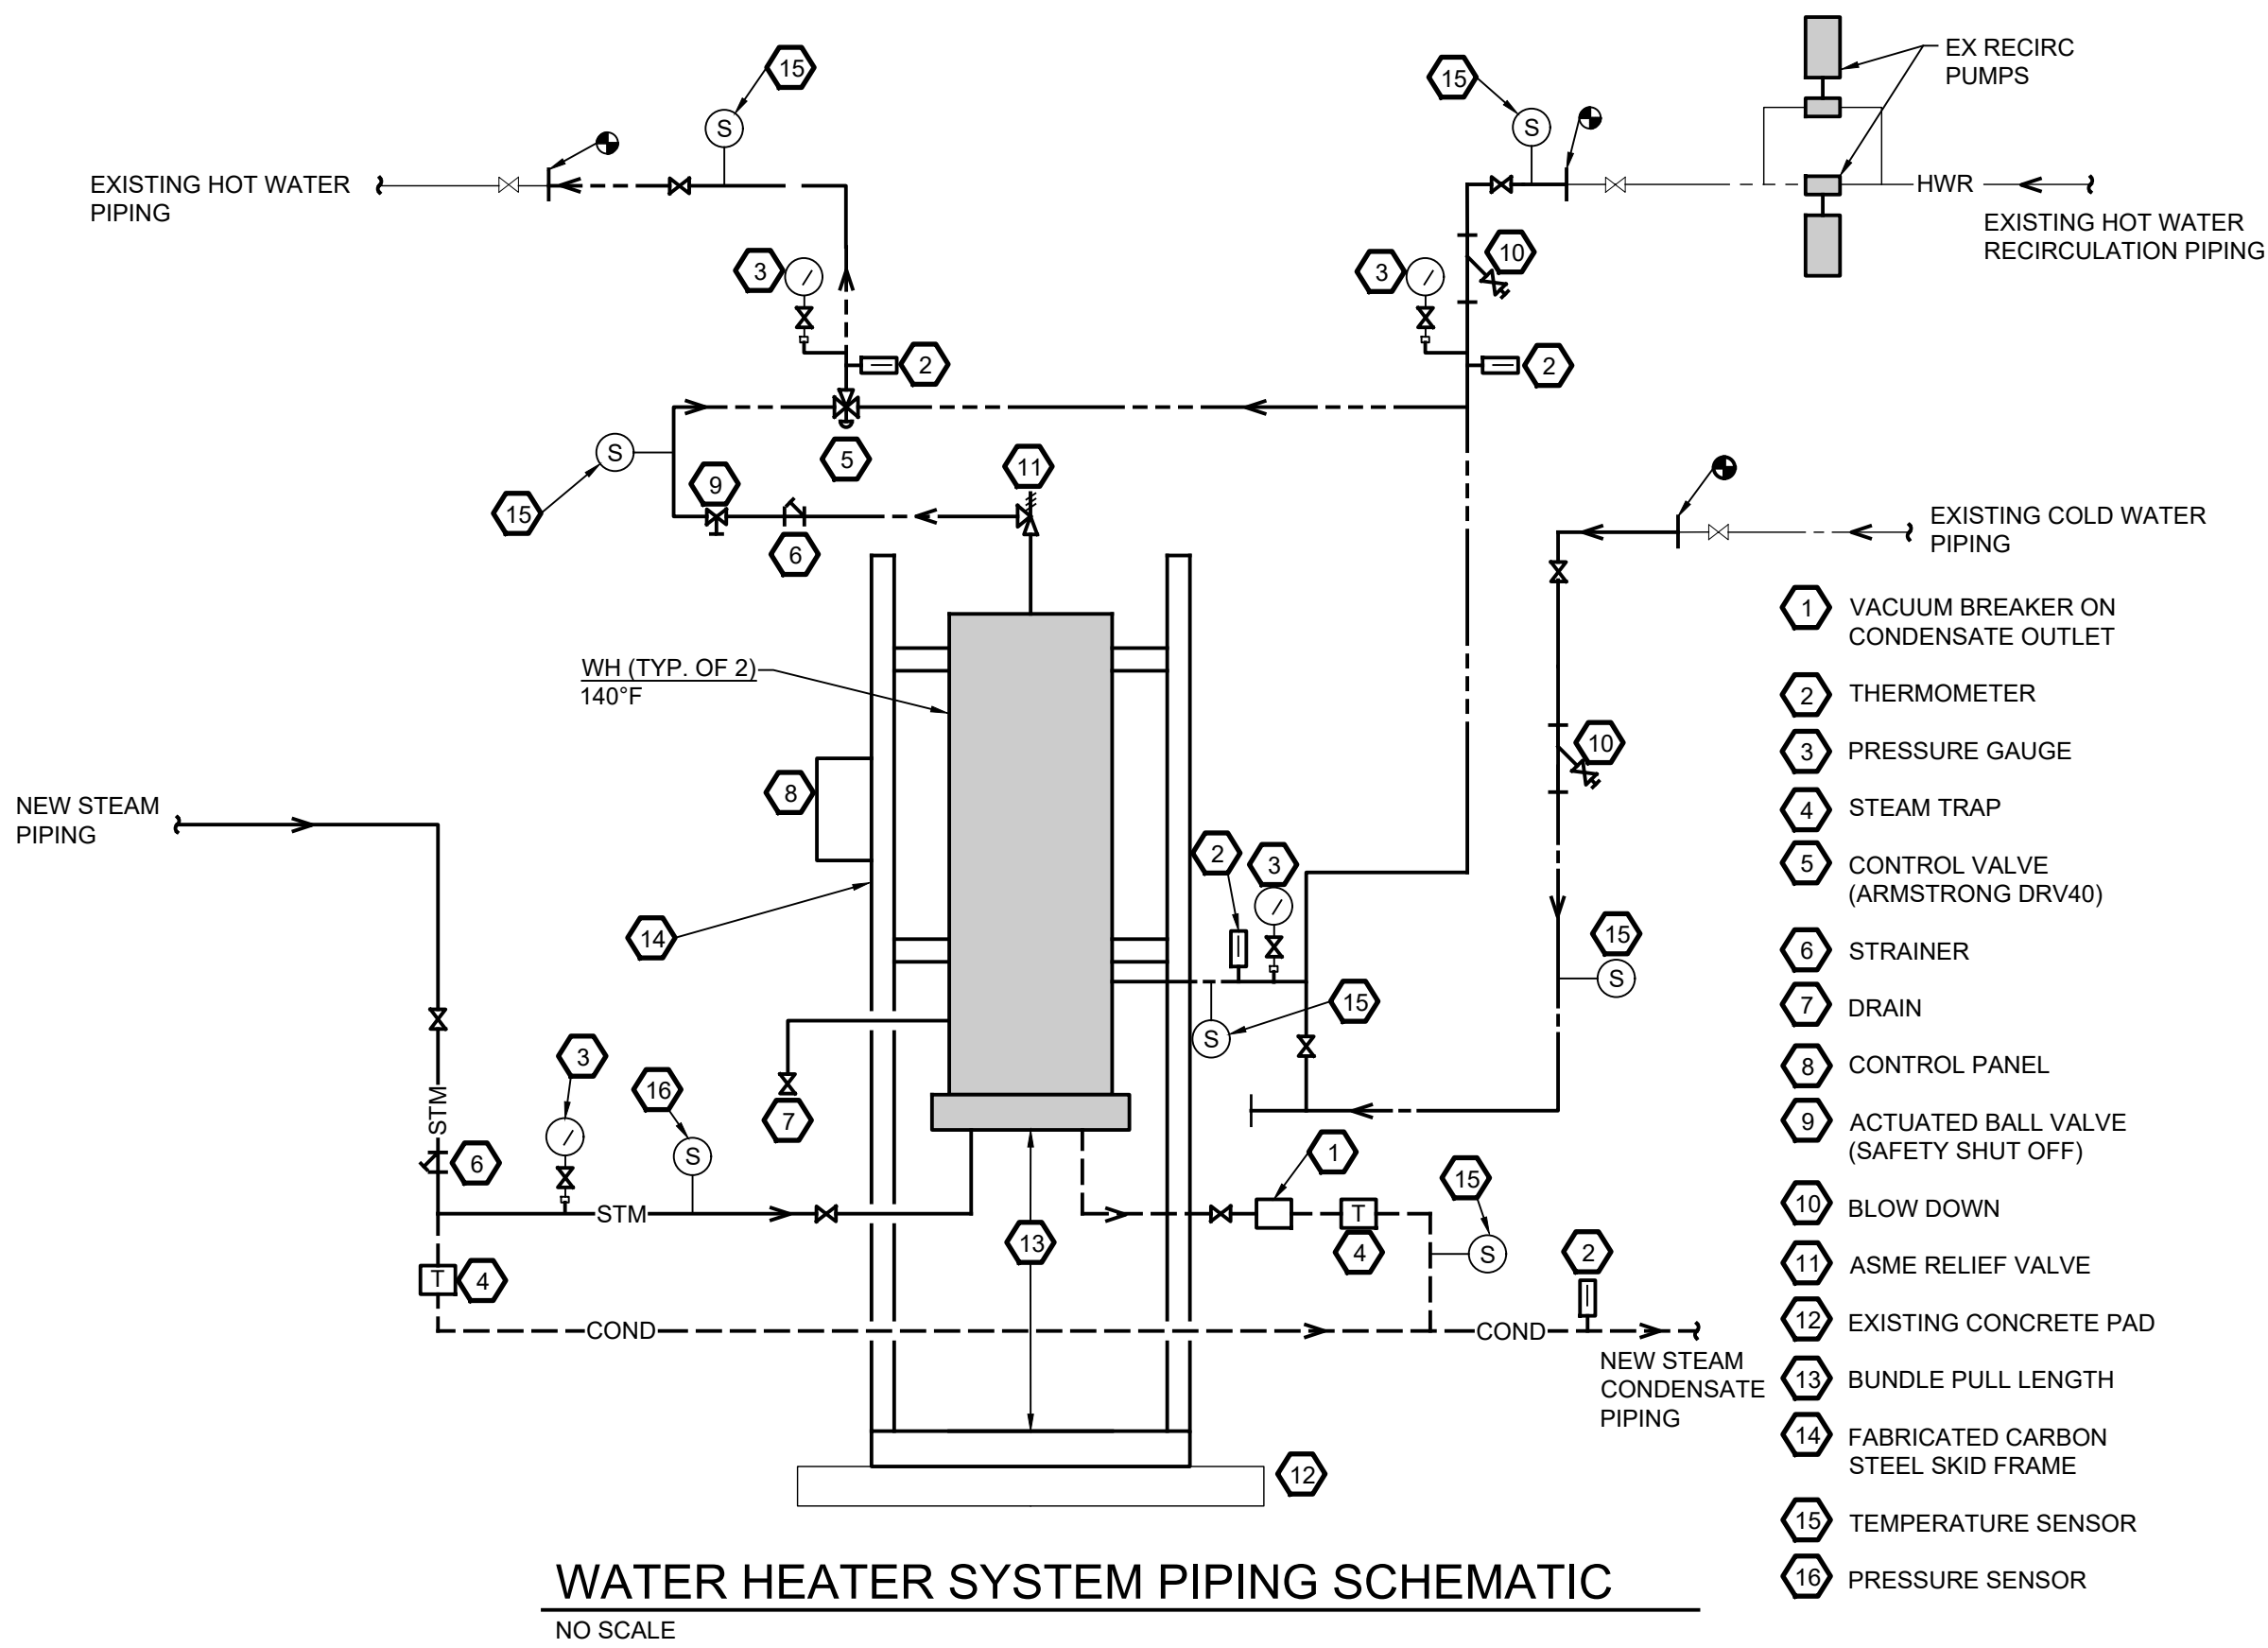 15
S
EXISTING HOT WATER
PIPING
3
2
5
S
15
9
6
11
15
S
EX RECIRC
PUMPS
HWR
EXISTING HOT WATER
RECIRCULATION PIPING
10
3
2
EXISTING COLD WATER
PIPING
10
15
S
WH (TYP. OF 2)
140°F
8
14
2
3
15
S
7
NEW STEAM
PIPING
STM
6
3
16
S
STM
T
4
COND
13
1
T
4
15
S
2
COND
NEW STEAM
CONDENSATE
PIPING
12
1 VACUUM BREAKER ON
CONDENSATE OUTLET
2 THERMOMETER
3 PRESSURE GAUGE
4 STEAM TRAP
5 CONTROL VALVE
(ARMSTRONG DRV40)
6 STRAINER
7 DRAIN
8 CONTROL PANEL
9 ACTUATED BALL VALVE
(SAFETY SHUT OFF)
10 BLOW DOWN
11 ASME RELIEF VALVE
12 EXISTING CONCRETE PAD
13 BUNDLE PULL LENGTH
14 FABRICATED CARBON
STEEL SKID FRAME
15 TEMPERATURE SENSOR
16 PRESSURE SENSOR
WATER HEATER SYSTEM PIPING SCHEMATIC
NO SCALE